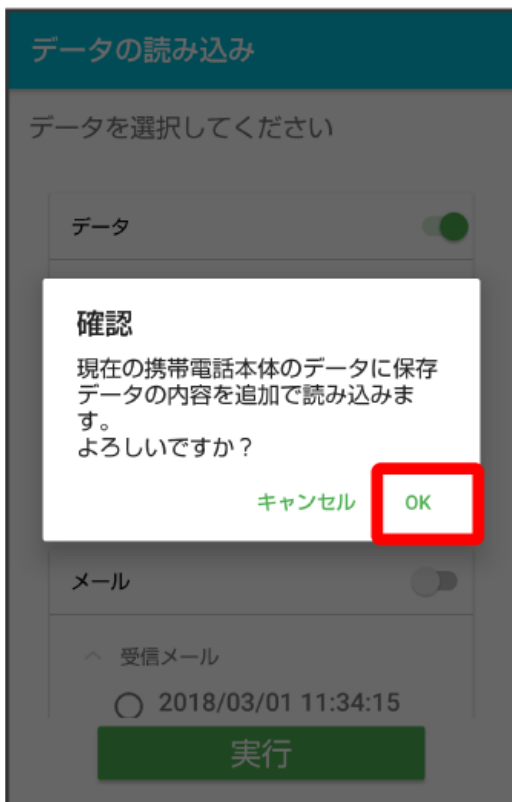 データの読み込み
データを選択してください
データ
確認
現在の携帯電話本体のデータに保存
データの内容を追加で読み込みま
す。
よろしいですか？
キャンセル OK
メール
受信メール
2018/03/01 11:34:15
実行